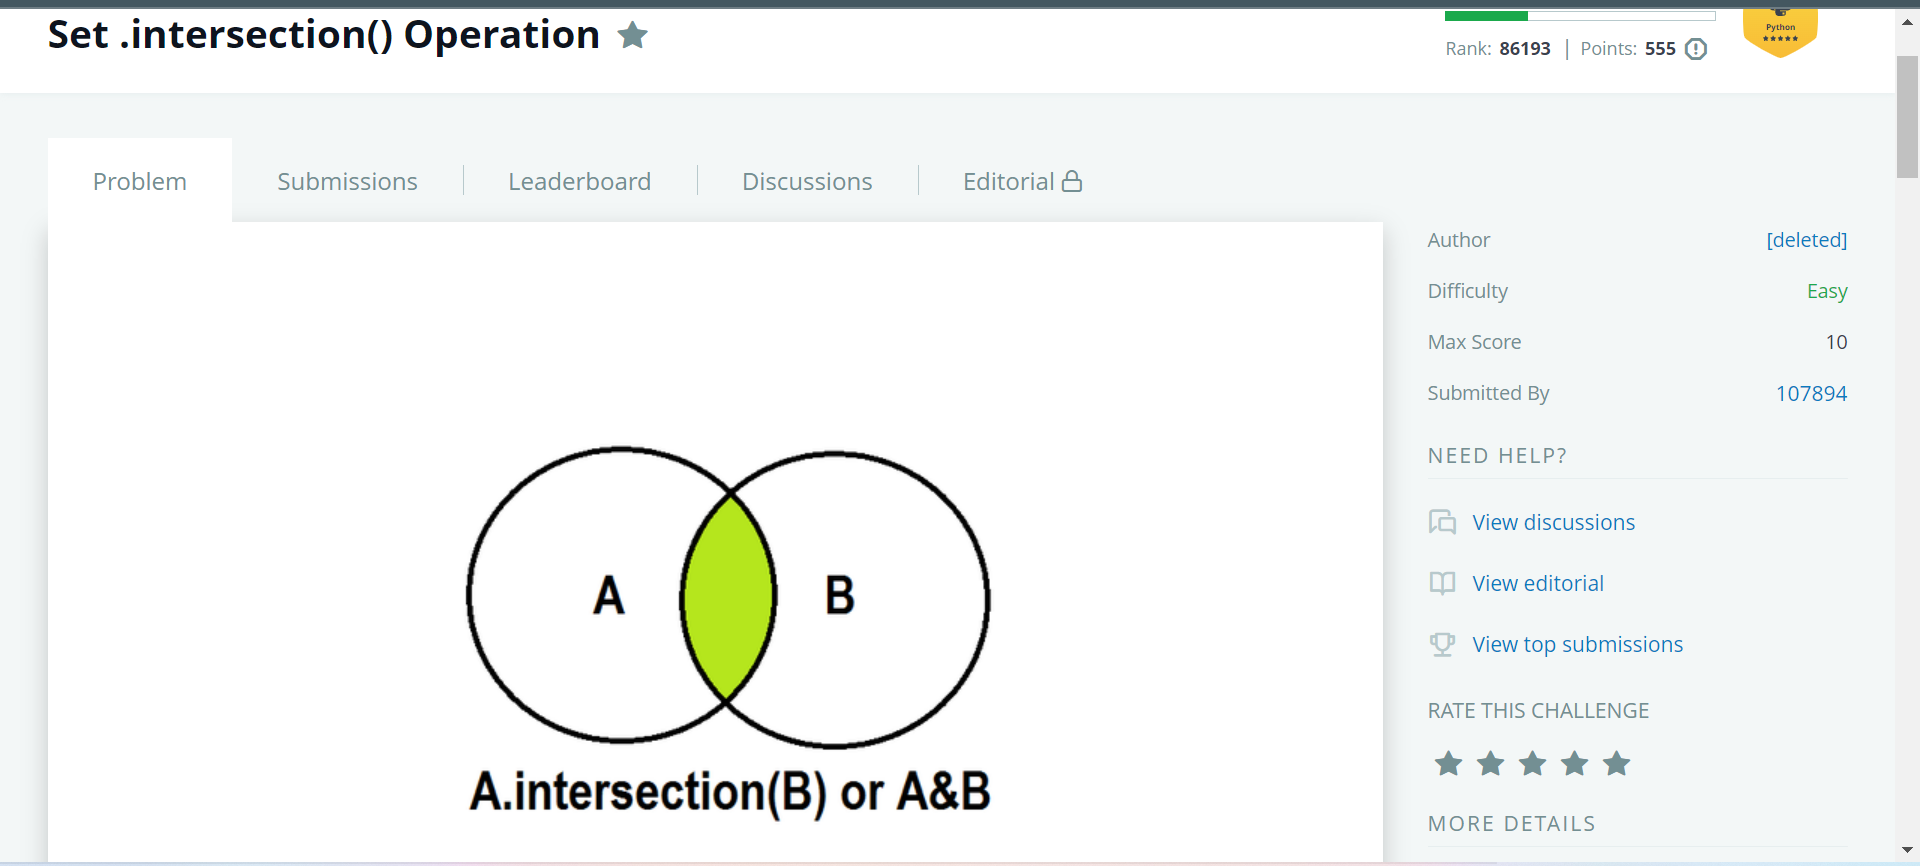 Set .intersection() Operation
Rank: 86193 | Points: 555
Python
Problem
Submissions
Leaderboard
Discussions
Editorial
Author
[deleted]
Difficulty
Easy
Max Score
10
Submitted By
107894
NEED HELP?
View discussions
View editorial
View top submissions
RATE THIS CHALLENGE
MORE DETAILS
A
B
A.intersection(B) or A&B